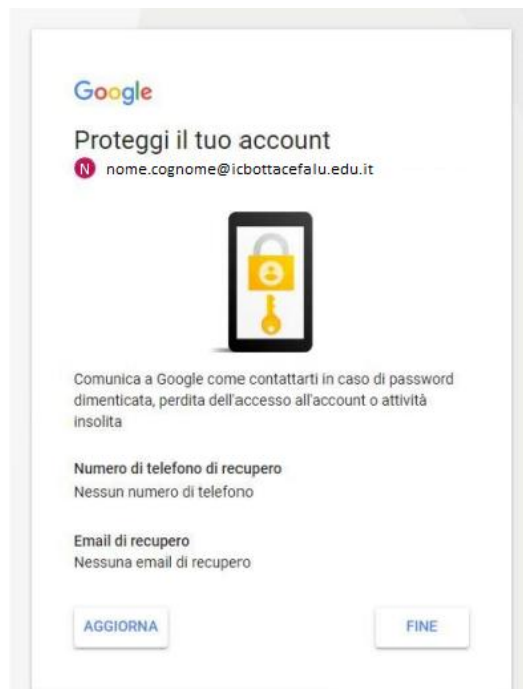 Google
Proteggi il tuo account
N nome.cognome@icbottacefalu.edu.it
Comunica a Google come contattarti in caso di password
dimenticata, perdita dell'accesso all'account o attività
insolita
Numero di telefono di recupero
Nessun numero di telefono
Email di recupero
Nessuna email di recupero
AGGIORNA FINE